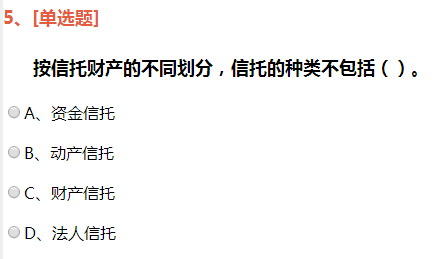 5、[单选题]
按信托财产的不同划分，信托的种类不包括（ ）。
A、资金信托
B、动产信托
C、财产信托
D、法人信托